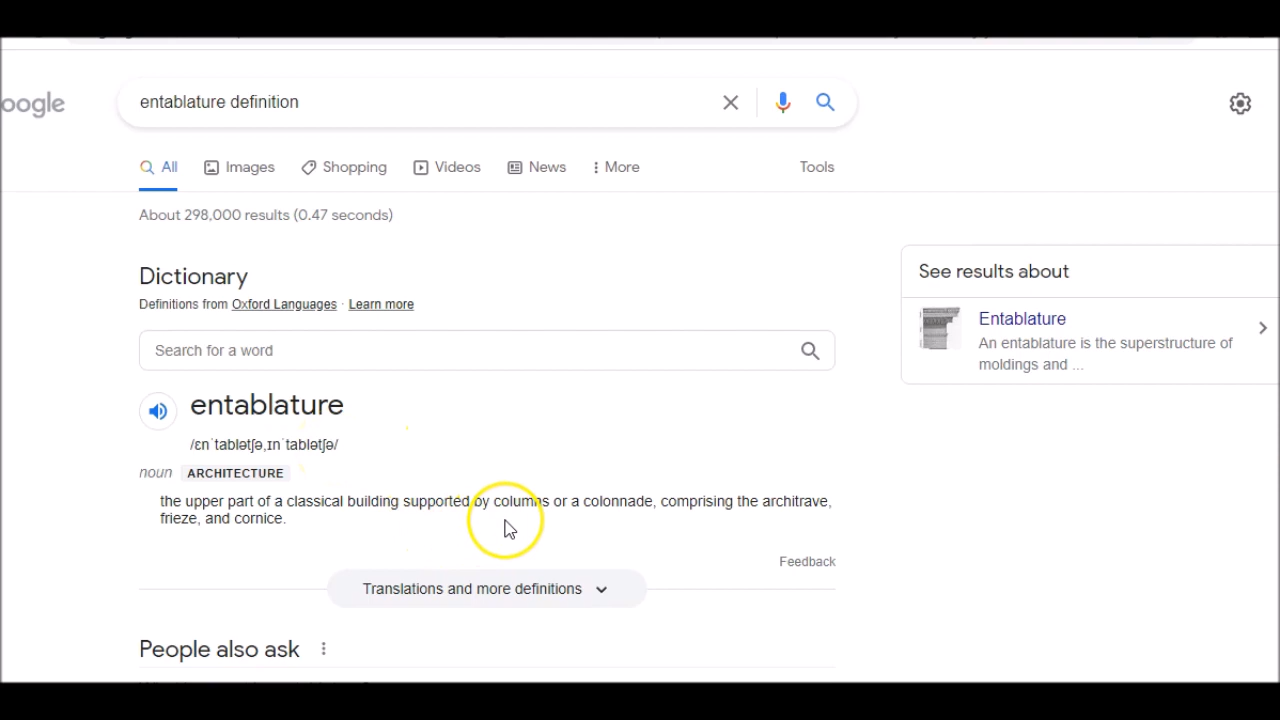 oogle
entablature definition
All Images Shopping Videos News More Tools
About 298,000 results (0.47 seconds)
Dictionary
Definitions from Oxford Languages · Learn more
Search for a word
entablature
/ɛnˈtablətʃə,ɪnˈtablətʃə/
noun ARCHITECTURE
the upper part of a classical building supported by columns or a colonnade, comprising the architrave,
frieze, and cornice.
Feedback
Translations and more definitions
People also ask
See results about
Entablature
An entablature is the superstructure of
moldings and ...